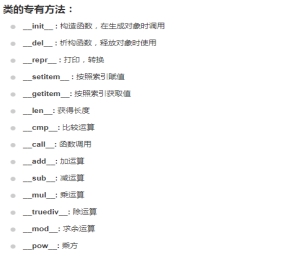 类的专有方法：
__init__ : 构造函数，在生成对象时调用
__del__ : 析构函数，释放对象时使用
__repr__ : 打印，转换
__setitem__ : 按照索引赋值
__getitem__: 按照索引获取值
__len__: 获得长度
__cmp__: 比较运算
__call__: 函数调用
__add__: 加运算
__sub__: 减运算
__mul__: 乘运算
__truediv__: 除运算
__mod__: 求余运算
__pow__: 乘方